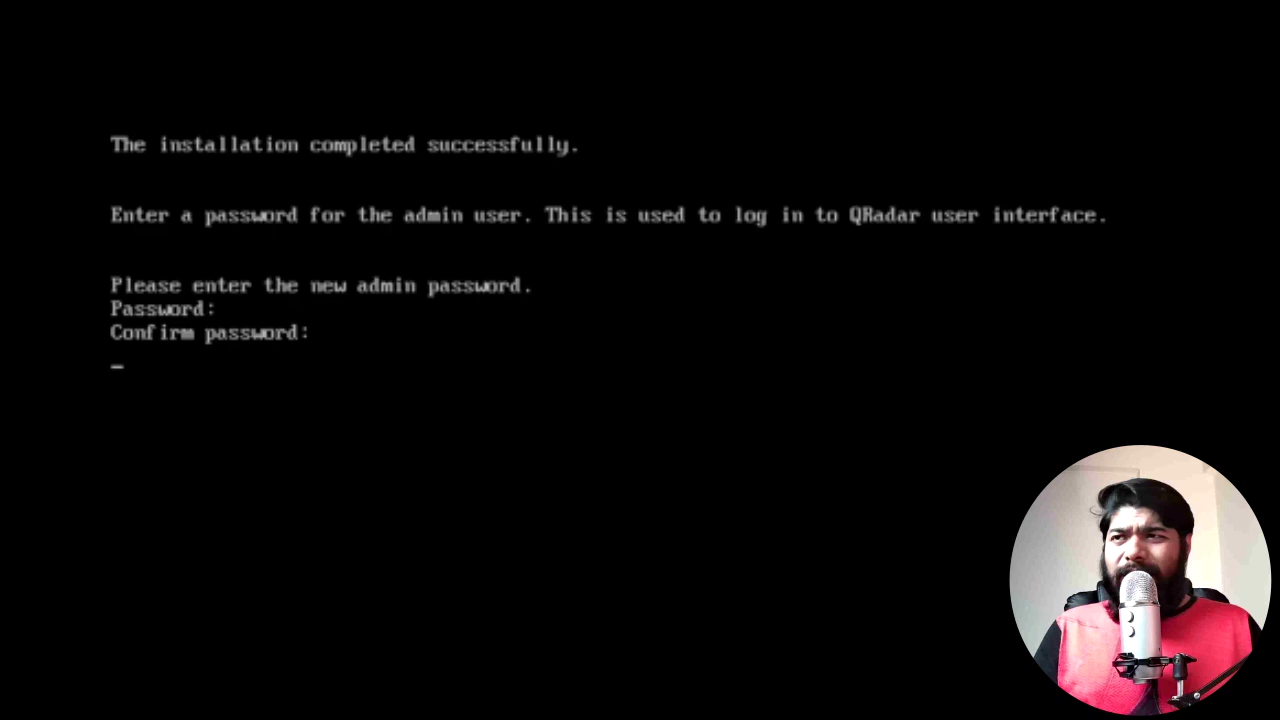 The installation completed successfully.
Enter a password for the admin user. This is used to log in to QRadar user interface.
Please enter the new admin password.
Password:
Confirm password: